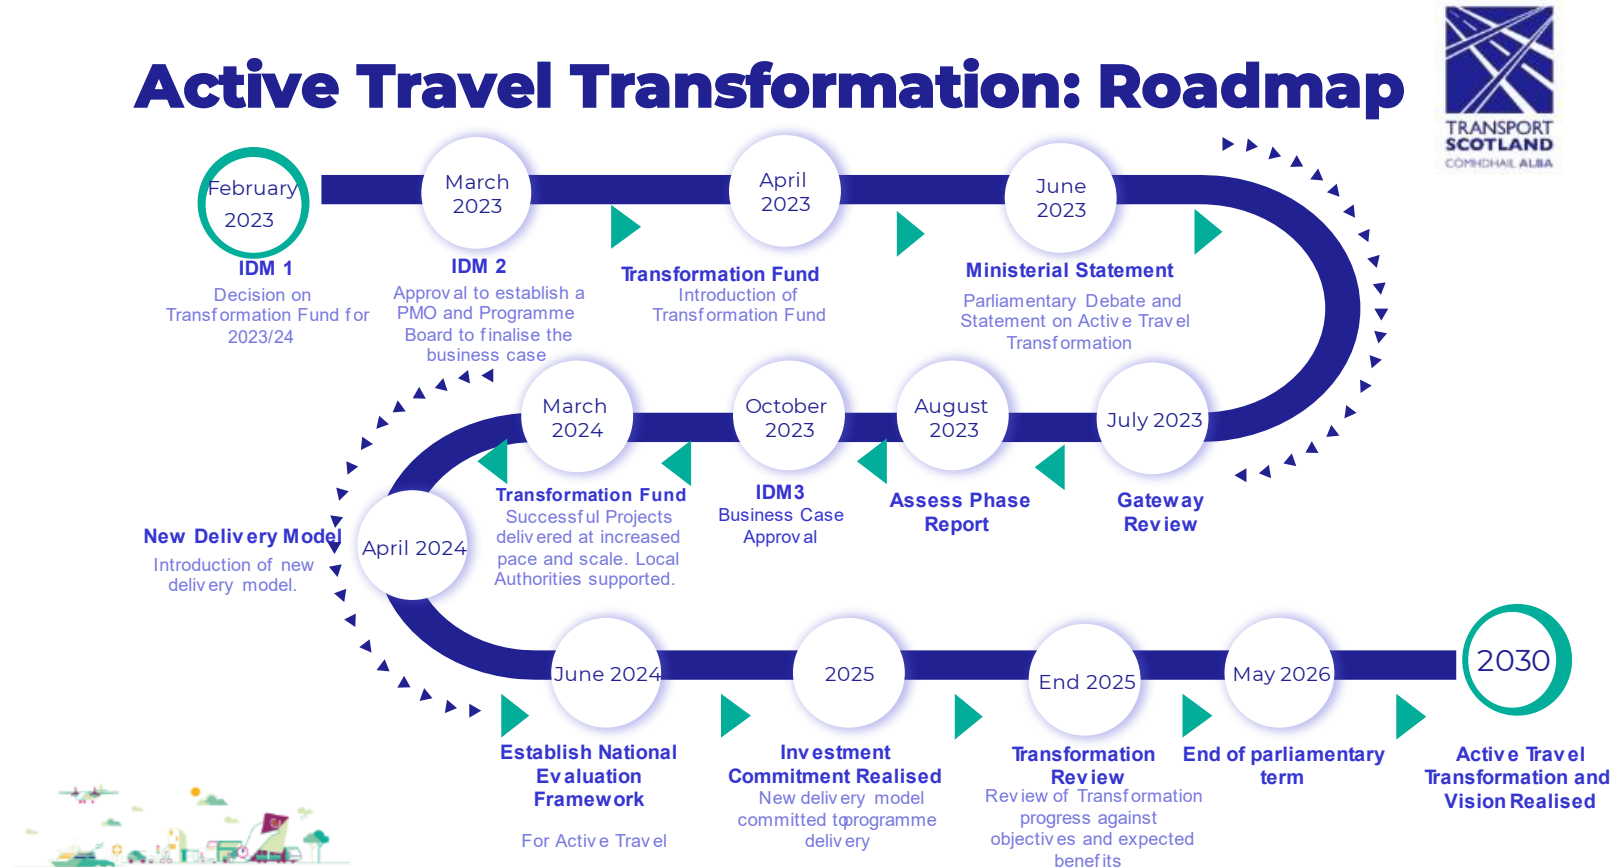 Active Travel Transformation: Roadmap
TRANSPORT
SCOTLAND
CÒMHDHAIL ALBA
February
2023
IDM 1
Decision on
Transformation Fund for
2023/24
March
2023
IDM 2
Approval to establish a
PMO and Programme
Board to finalise the
business case
April
2023
Transformation Fund
Introduction of
Transformation Fund
June
2023
Ministerial Statement
Parliamentary Debate and
Statement on Active Travel
Transformation
July 2023
Gateway
Review
August
2023
Assess Phase
Report
October
2023
IDM3
Business Case
Approval
March
2024
Transformation Fund
Successful Projects
delivered at increased
pace and scale. Local
Authorities supported.
April 2024
New Delivery Model
Introduction of new
delivery model.
June 2024
Establish National
Evaluation
Framework
For Active Travel
2025
Investment
Commitment Realised
New delivery model
committed to programme
delivery
End 2025
Transformation
Review
Review of Transformation
progress against
objectives and expected
benefits
May 2026
End of parliamentary
term
2030
Active Travel
Transformation and
Vision Realised